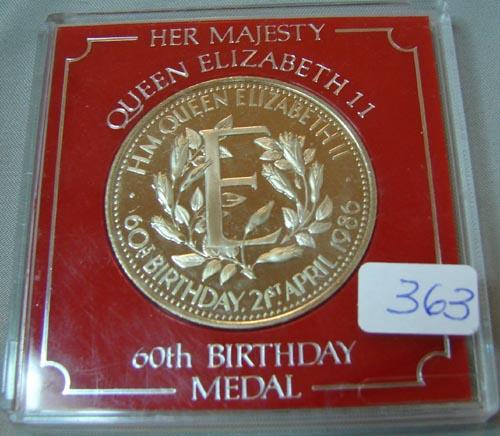 HER MAJESTY
QUEEN ELIZABETH 11
H.M. QUEEN ELIZABETH II
E
· 60th BIRTHDAY. 21ST APRIL 1986 ·
363
60th BIRTHDAY
MEDAL